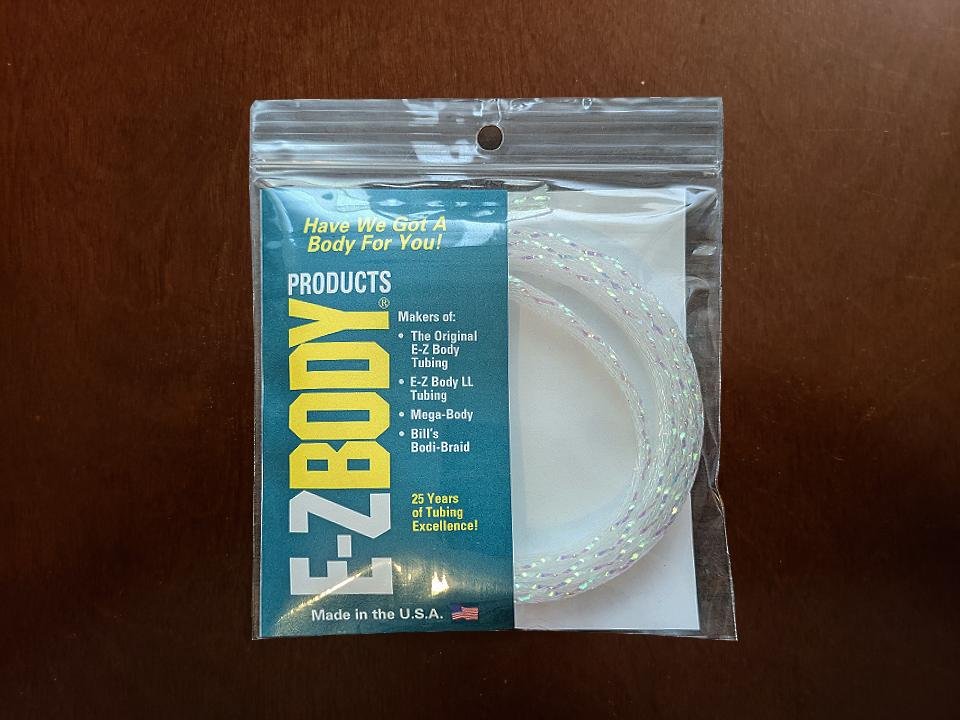 Have We Got A
Body For You!
PRODUCTS
E-Z BODY®
Makers of:
• The Original
E-Z Body
Tubing
• E-Z Body LL
Tubing
• Mega-Body
• Bill's
Bodi-Braid
25 Years
of Tubing
Excellence!
Made in the U.S.A.